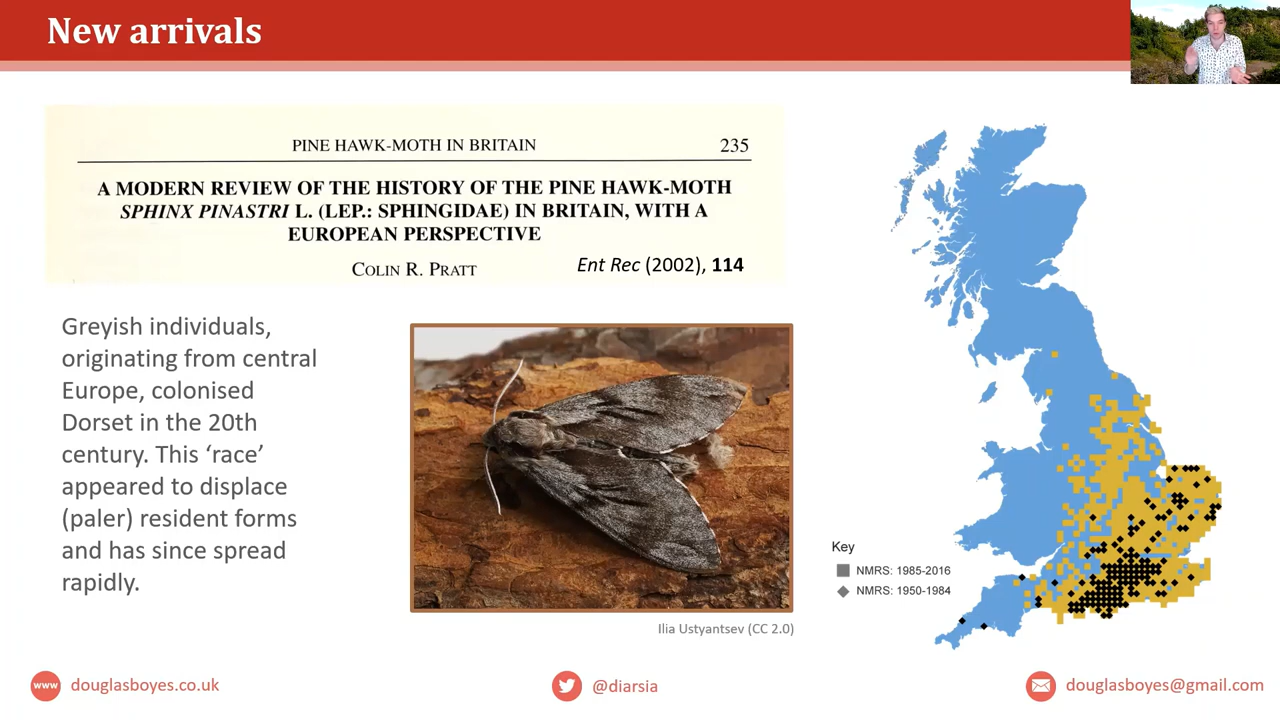 New arrivals
PINE HAWK-MOTH IN BRITAIN 235
A MODERN REVIEW OF THE HISTORY OF THE PINE HAWK-MOTH
SPHINX PINASTRI L. (LEP.: SPHINGIDAE) IN BRITAIN, WITH A
EUROPEAN PERSPECTIVE
COLIN R. PRATT Ent Rec (2002), 114
Greyish individuals,
originating from central
Europe, colonised
Dorset in the 20th
century. This ‘race’
appeared to displace
(paler) resident forms
and has since spread
rapidly.
Ilia Ustyantsev (CC 2.0)
Key
NMRS: 1985-2016
NMRS: 1950-1984
www douglasboyes.co.uk
@diarsia
douglasboyes@gmail.com